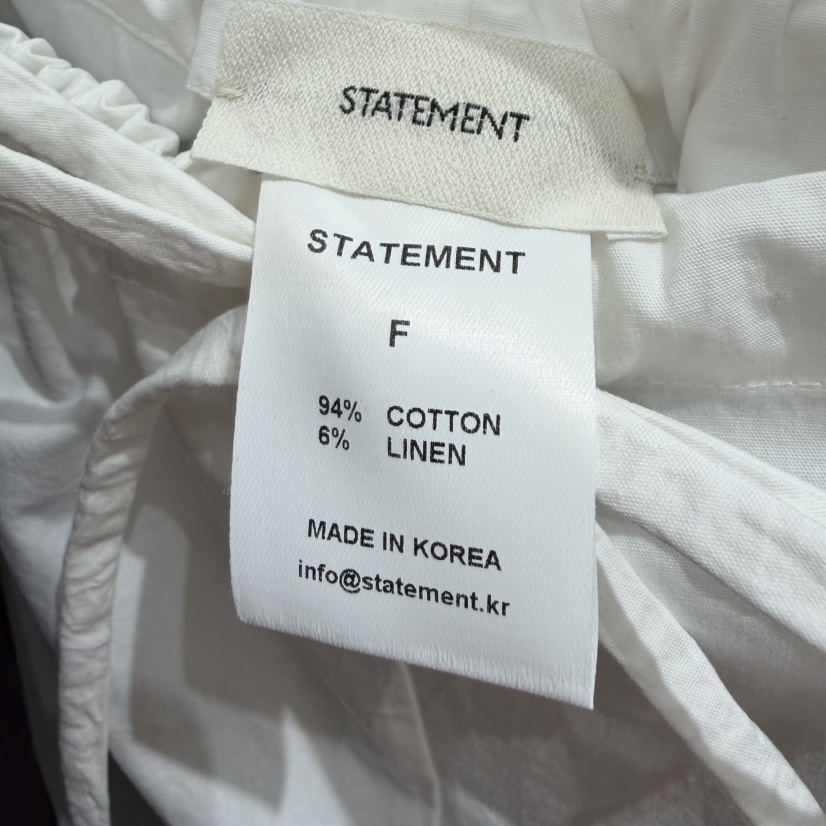 STATEMENT
STATEMENT
F
94% COTTON
6% LINEN
MADE IN KOREA
info@statement.kr